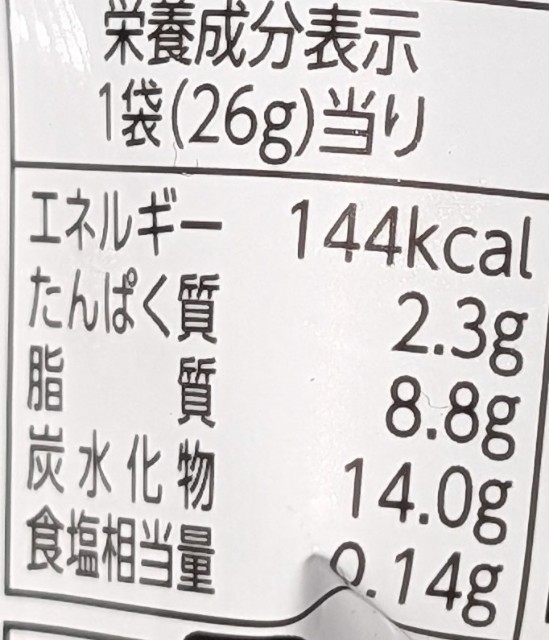 栄養成分表示
1袋(26g)当り
エネルギー 144kcal
たんぱく質 2.3g
脂質 8.8g
炭水化物 14.0g
食塩相当量 0.14g